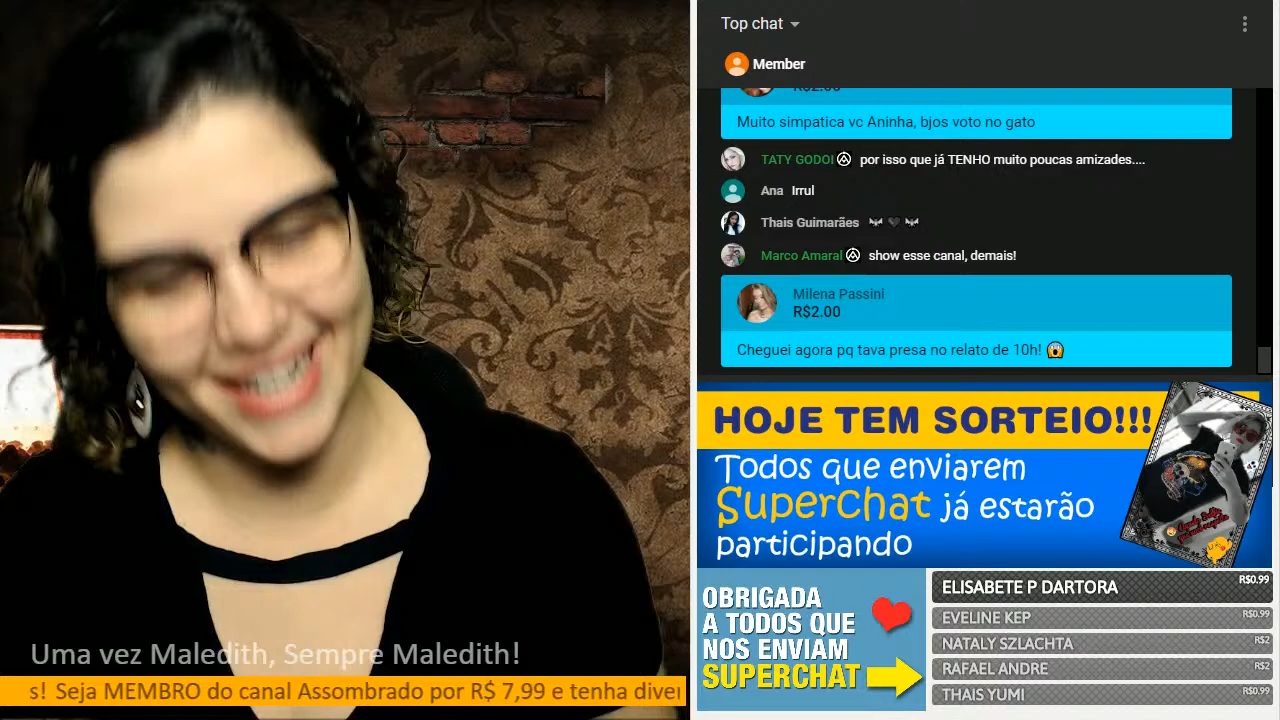 Top chat
Member
R$2.00
Muito simpatica vc Aninha, bjos voto no gato
TATY GODOI por isso que já TENHO muito poucas amizades....
Ana Irrul
Thais Guimarães
Marco Amaral show esse canal, demais!
Milena Passini
R$2.00
Cheguei agora pq tava presa no relato de 10h! 😱
HOJE TEM SORTEIO!!!
Todos que enviarem
Superchat já estarão
participando
OBRIGADA
A TODOS QUE
NOS ENVIAM
SUPERCHAT
ELISABETE P DARTORA R$0.99
EVELINE KEP R$0.99
NATALY SZLACHTA R$2
RAFAEL ANDRE R$2
THAIS YUMI R$0.99
Uma vez Maledith, Sempre Maledith!
s! Seja MEMBRO do canal Assombrado por R$ 7,99 e tenha diver